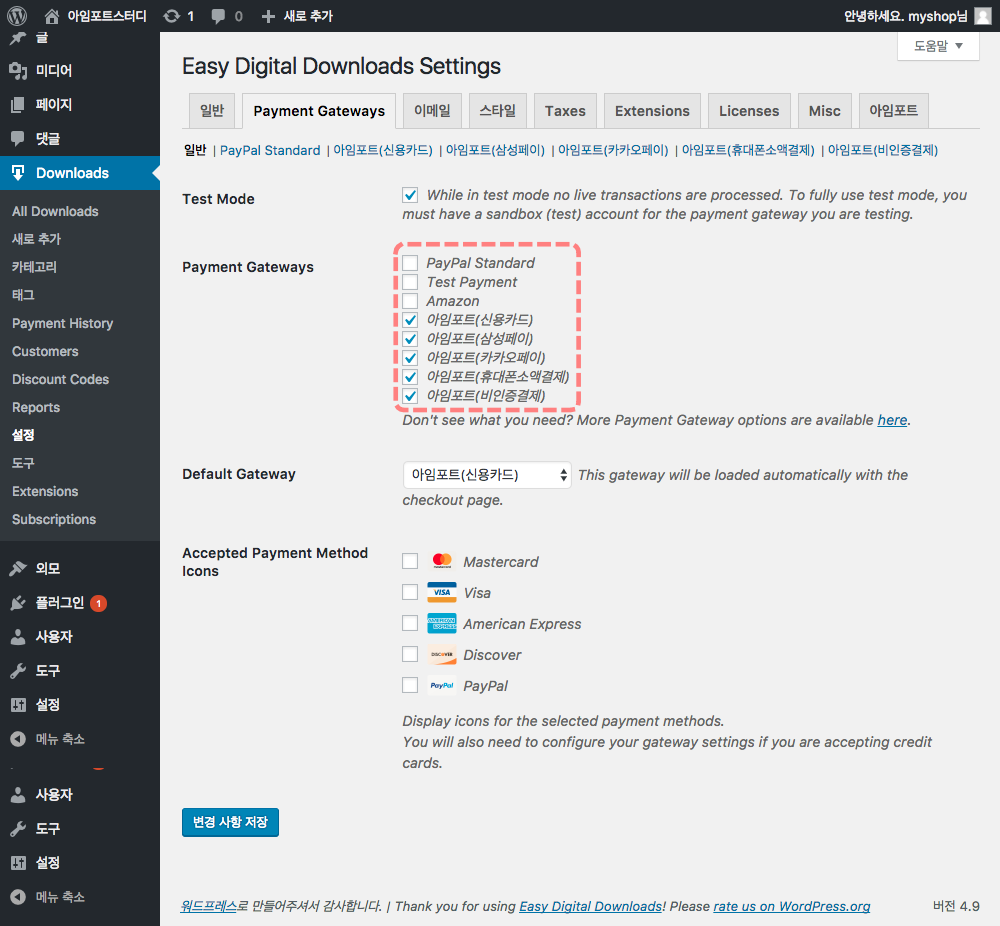 아임포트스터디 1 0 새로 추가 안녕하세요. myshop님
도움말
글
미디어
페이지
댓글
Downloads
All Downloads
새로 추가
카테고리
태그
Payment History
Customers
Discount Codes
Reports
설정
도구
Extensions
Subscriptions
외모
플러그인 1
사용자
도구
설정
메뉴 축소
사용자
도구
설정
메뉴 축소
Easy Digital Downloads Settings
일반 Payment Gateways 이메일 스타일 Taxes Extensions Licenses Misc 아임포트
일반 | PayPal Standard | 아임포트(신용카드) | 아임포트(삼성페이) | 아임포트(카카오페이) | 아임포트(휴대폰소액결제) | 아임포트(비인증결제)
Test Mode
While in test mode no live transactions are processed. To fully use test mode, you
must have a sandbox (test) account for the payment gateway you are testing.
Payment Gateways
PayPal Standard
Test Payment
Amazon
아임포트(신용카드)
아임포트(삼성페이)
아임포트(카카오페이)
아임포트(휴대폰소액결제)
아임포트(비인증결제)
Don't see what you need? More Payment Gateway options are available here.
Default Gateway
아임포트(신용카드) This gateway will be loaded automatically with the
checkout page.
Accepted Payment Method
Icons
Mastercard
VISA Visa
AMERICAN EXPRESS American Express
DISCOVER Discover
PayPal PayPal
Display icons for the selected payment methods.
You will also need to configure your gateway settings if you are accepting credit
cards.
변경 사항 저장
워드프레스로 만들어주셔서 감사합니다. | Thank you for using Easy Digital Downloads! Please rate us on WordPress.org 버전 4.9